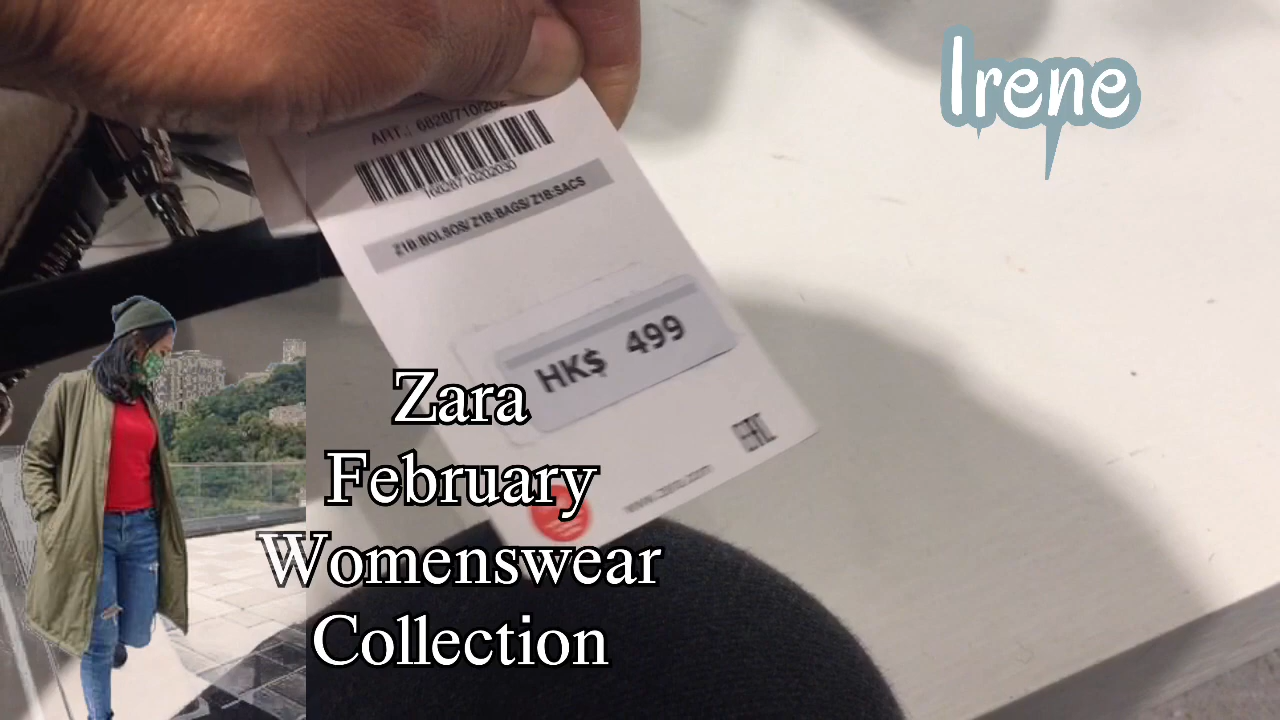 Irene
ART.: 6828/710/202
Z1B:BOLSOS/ Z1B:BAGS/ Z1B:SACS
HK$ 499
EAC
Zara
February
Womenswear
Collection